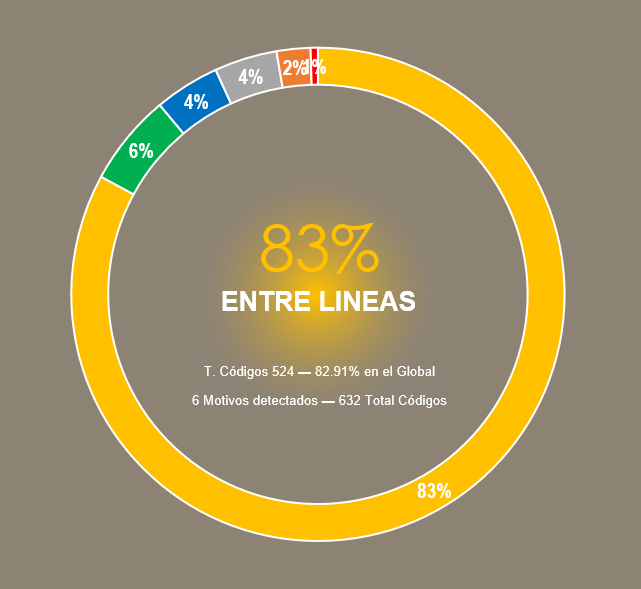 2%
1%
4%
4%
6%
83%
ENTRE LINEAS
T. Códigos 524 — 82.91% en el Global
6 Motivos detectados — 632 Total Códigos
83%